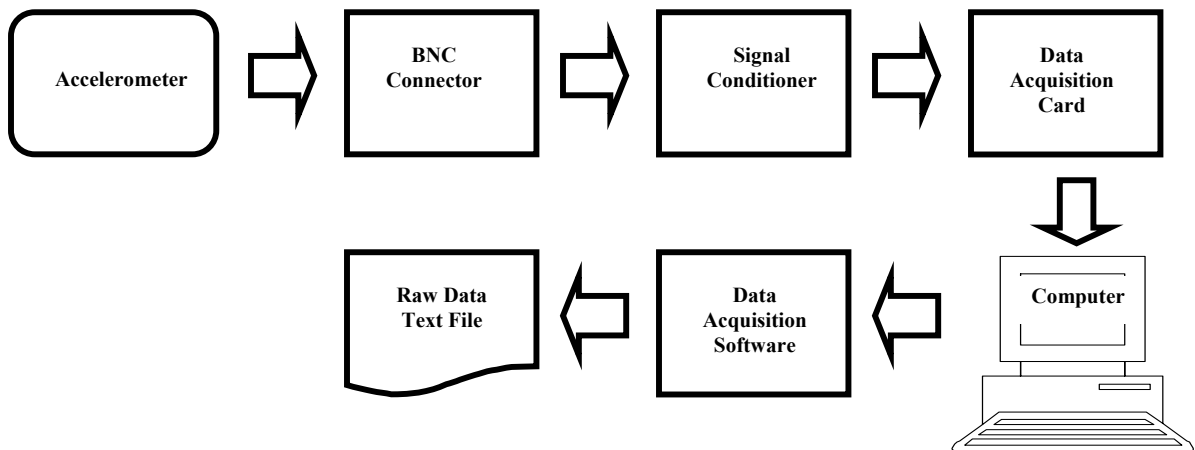 Accelerometer
BNC
Connector
Signal
Conditioner
Data
Acquisition
Card
Computer
Data
Acquisition
Software
Raw Data
Text File